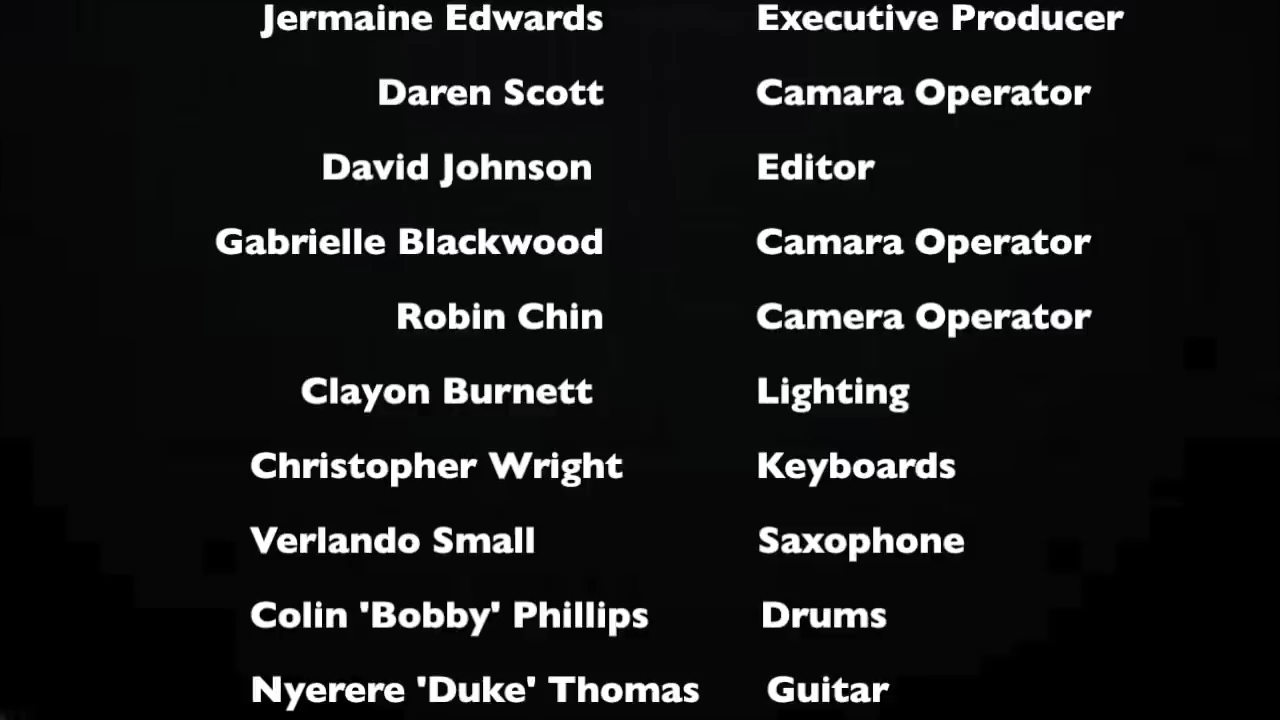 Jermaine Edwards Executive Producer
Daren Scott Camara Operator
David Johnson Editor
Gabrielle Blackwood Camara Operator
Robin Chin Camera Operator
Clayon Burnett Lighting
Christopher Wright Keyboards
Verlando Small Saxophone
Colin 'Bobby' Phillips Drums
Nyerere 'Duke' Thomas Guitar